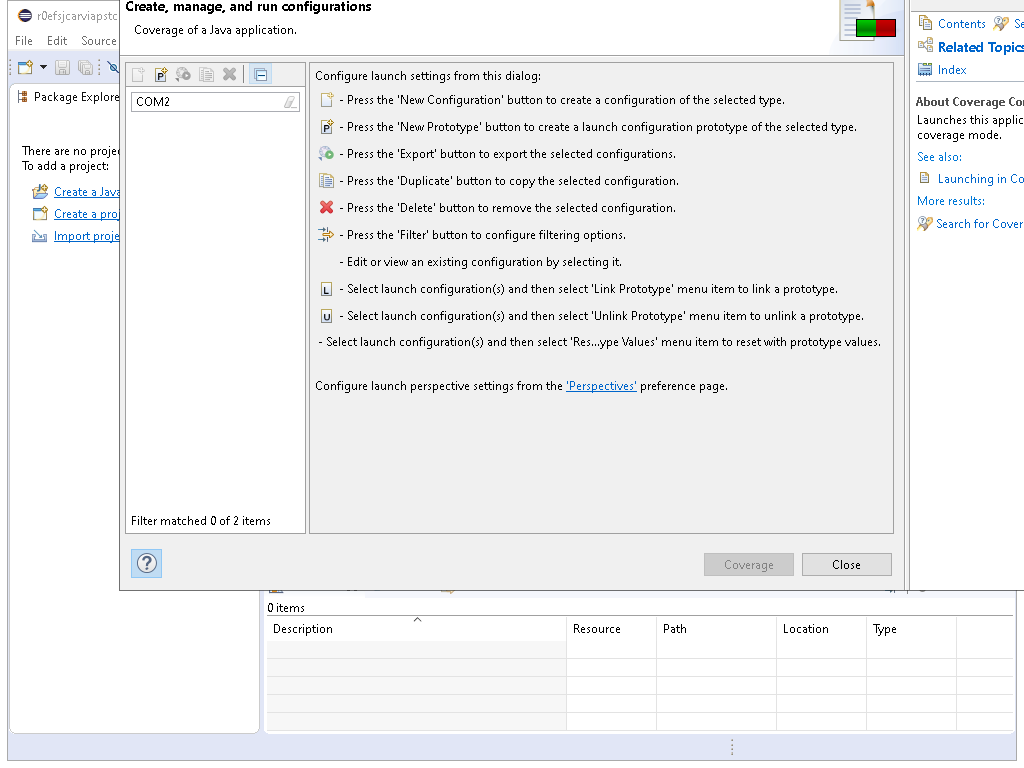 r0efsjcarviapstc
File Edit Source
Package Explore
There are no projec
To add a project:
Create a Java
Create a proj
Import proje
Create, manage, and run configurations
Coverage of a Java application.
COM2
Filter matched 0 of 2 items
Configure launch settings from this dialog:
- Press the 'New Configuration' button to create a configuration of the selected type.
- Press the 'New Prototype' button to create a launch configuration prototype of the selected type.
- Press the 'Export' button to export the selected configurations.
- Press the 'Duplicate' button to copy the selected configuration.
- Press the 'Delete' button to remove the selected configuration.
- Press the 'Filter' button to configure filtering options.
- Edit or view an existing configuration by selecting it.
L - Select launch configuration(s) and then select 'Link Prototype' menu item to link a prototype.
U - Select launch configuration(s) and then select 'Unlink Prototype' menu item to unlink a prototype.
- Select launch configuration(s) and then select 'Res...ype Values' menu item to reset with prototype values.
Configure launch perspective settings from the 'Perspectives' preference page.
Coverage Close
Contents Se
Related Topics
Index
About Coverage Co
Launches this applic
coverage mode.
See also:
Launching in Co
More results:
Search for Cover
0 items
Description Resource Path Location Type